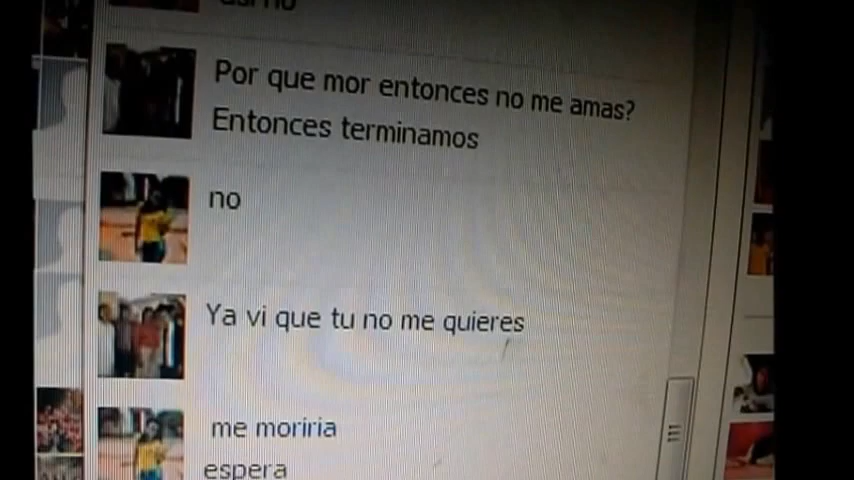 Por que mor entonces no me amas?
Entonces terminamos
no
Ya vi que tu no me quieres
me moriria
espera